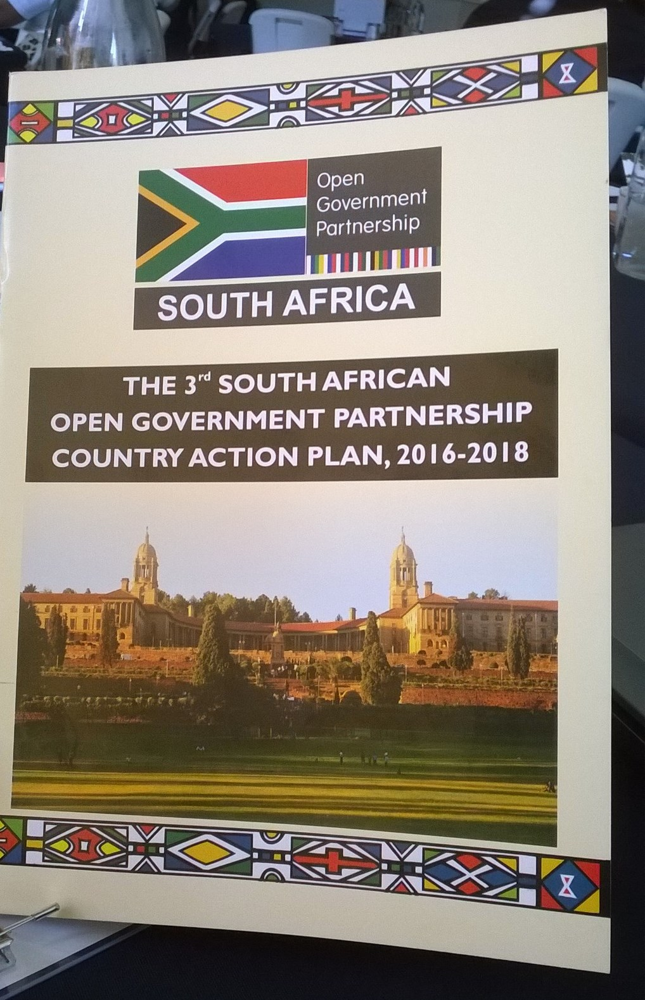 Open
Government
Partnership
SOUTH AFRICA
THE 3rd SOUTH AFRICAN
OPEN GOVERNMENT PARTNERSHIP
COUNTRY ACTION PLAN, 2016-2018